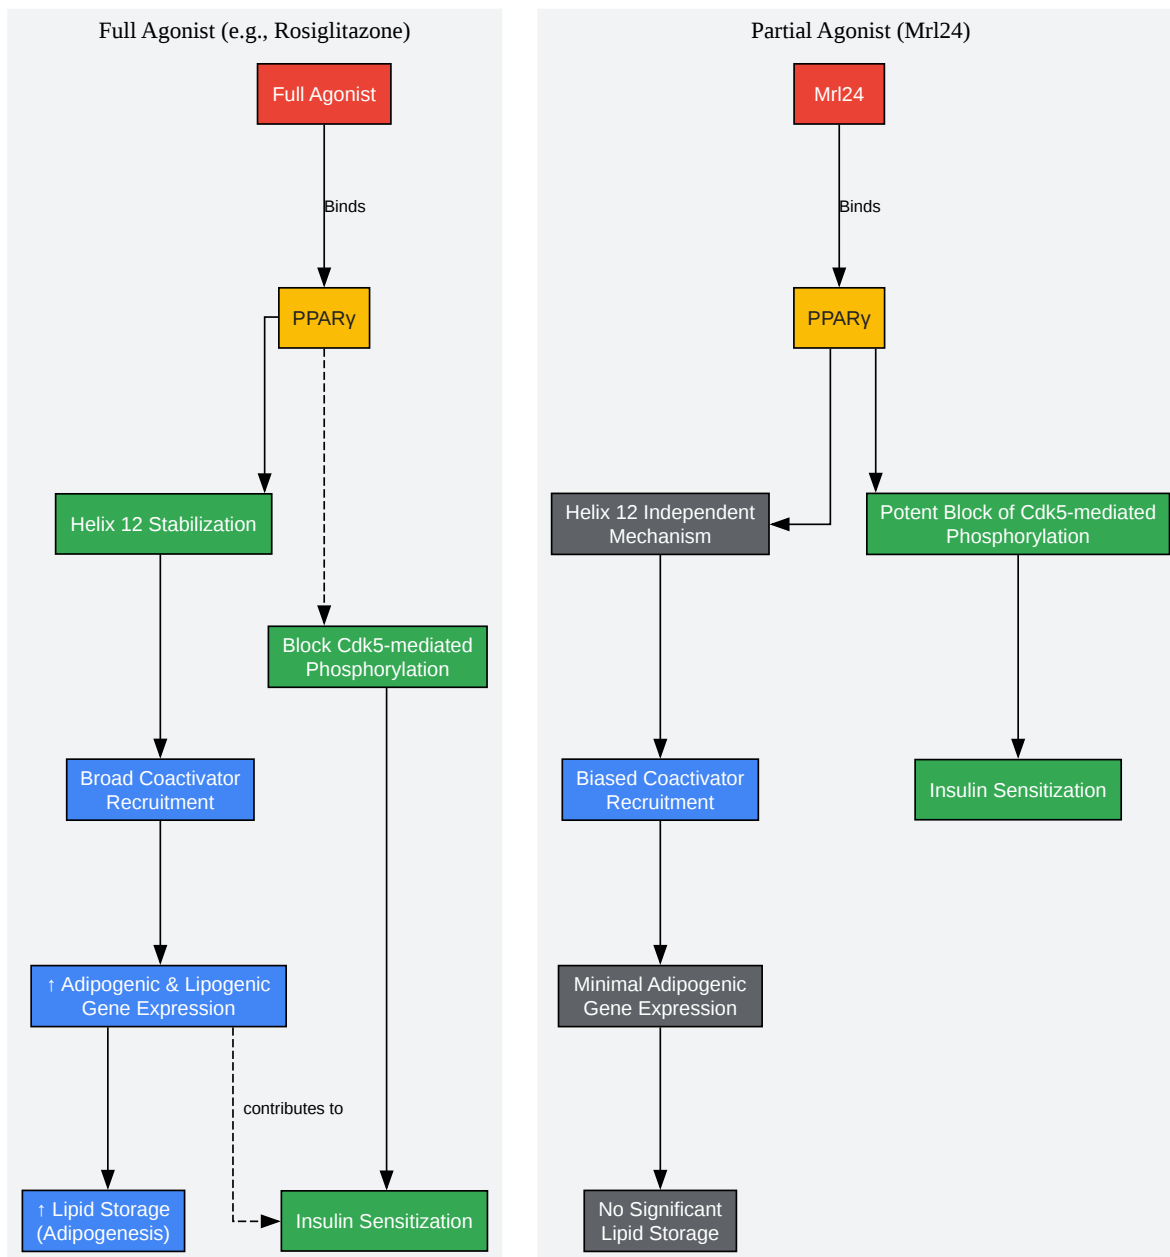 Full Agonist (e.g., Rosiglitazone)
Full Agonist
Binds
PPARγ
Helix 12 Stabilization
Block Cdk5-mediated
Phosphorylation
Broad Coactivator
Recruitment
↑ Adipogenic & Lipogenic
Gene Expression
contributes to
↑ Lipid Storage
(Adipogenesis)
Insulin Sensitization
Partial Agonist (Mrl24)
Mrl24
Binds
PPARγ
Helix 12 Independent
Mechanism
Potent Block of Cdk5-mediated
Phosphorylation
Biased Coactivator
Recruitment
Insulin Sensitization
Minimal Adipogenic
Gene Expression
No Significant
Lipid Storage